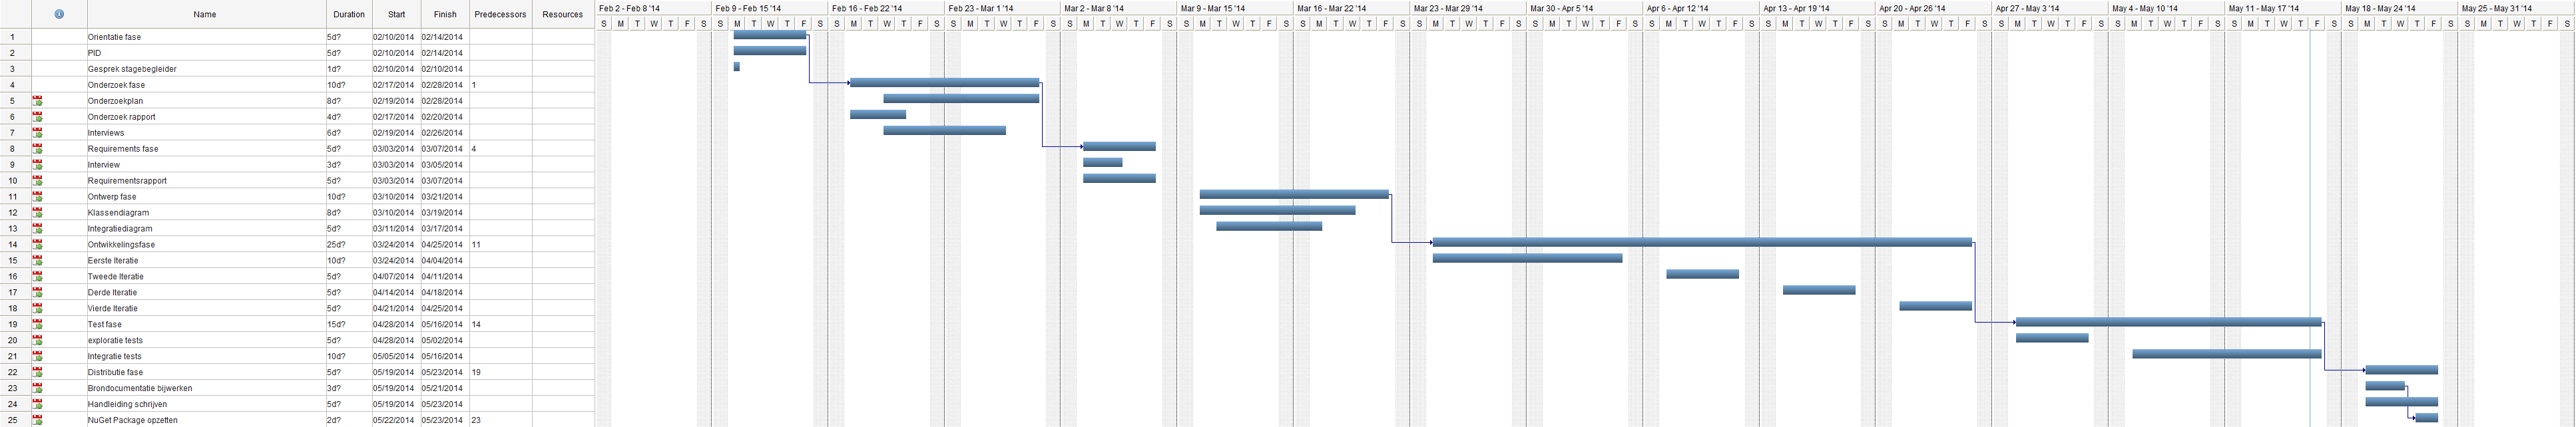 Name Duration Start Finish Predecessors Resources Feb 2 - Feb 8 '14 Feb 9 - Feb 15 '14 Feb 16 - Feb 22 '14 Feb 23 - Mar 1 '14 Mar 2 - Mar 8 '14 Mar 9 - Mar 15 '14 Mar 16 - Mar 22 '14 Mar 23 - Mar 29 '14 Mar 30 - Apr 5 '14 Apr 6 - Apr 12 '14 Apr 13 - Apr 19 '14 Apr 20 - Apr 26 '14 Apr 27 - May 3 '14 May 4 - May 10 '14 May 11 - May 17 '14 May 18 - May 24 '14 May 25 - May 31 '14
S M T W T F S S M T W T F S S M T W T F S S M T W T F S S M T W T F S S M T W T F S S M T W T F S S M T W T F S S M T W T F S S M T W T F S S M T W T F S S M T W T F S S M T W T F S S M T W T F S S M T W T F S S M T W T F S S M T W T F S
1 Orientatie fase 5d? 02/10/2014 02/14/2014
2 PID 5d? 02/10/2014 02/14/2014
3 Gesprek stagebegleider 1d? 02/10/2014 02/10/2014
4 Onderzoek fase 10d? 02/17/2014 02/28/2014 1
5 Onderzoekplan 8d? 02/19/2014 02/28/2014
6 Onderzoek rapport 4d? 02/17/2014 02/20/2014
7 Interviews 6d? 02/19/2014 02/26/2014
8 Requirements fase 5d? 03/03/2014 03/07/2014 4
9 Interview 3d? 03/03/2014 03/05/2014
10 Requirementsrapport 5d? 03/03/2014 03/07/2014
11 Ontwerp fase 10d? 03/10/2014 03/21/2014
12 Klassendiagram 8d? 03/10/2014 03/19/2014
13 Integratiediagram 5d? 03/11/2014 03/17/2014
14 Ontwikkelingsfase 25d? 03/24/2014 04/25/2014 11
15 Eerste Iteratie 10d? 03/24/2014 04/04/2014
16 Tweede Iteratie 5d? 04/07/2014 04/11/2014
17 Derde Iteratie 5d? 04/14/2014 04/18/2014
18 Vierde Iteratie 5d? 04/21/2014 04/25/2014
19 Test fase 15d? 04/28/2014 05/16/2014 14
20 exploratie tests 5d? 04/28/2014 05/02/2014
21 Integratie tests 10d? 05/05/2014 05/16/2014
22 Distributie fase 5d? 05/19/2014 05/23/2014 19
23 Brondocumentatie bijwerken 3d? 05/19/2014 05/21/2014
24 Handleiding schrijven 5d? 05/19/2014 05/23/2014
25 NuGet Package opzetten 2d? 05/22/2014 05/23/2014 23